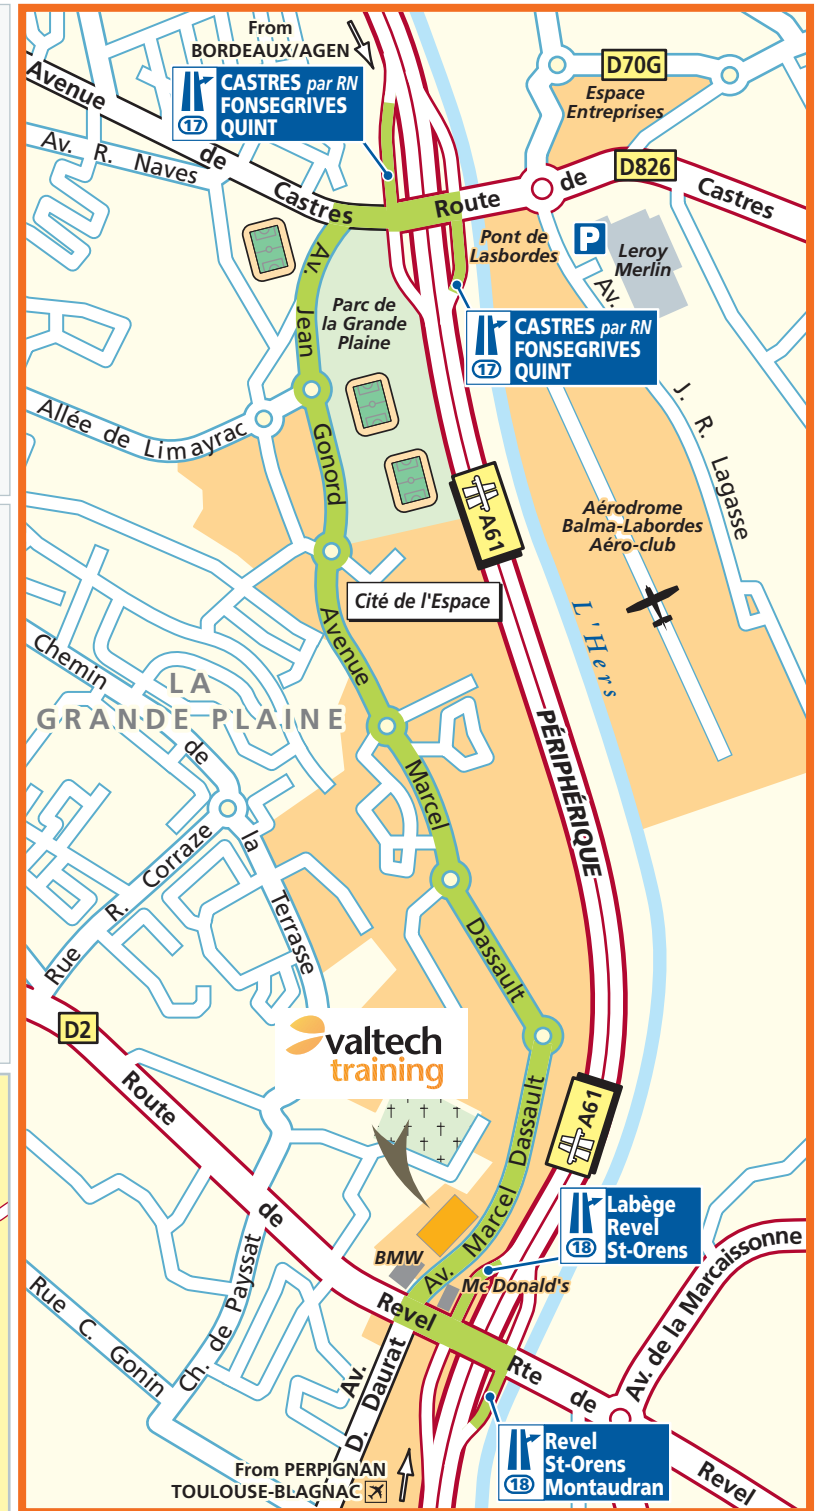 From
BORDEAUX/AGEN
CASTRES par RN
FONSEGRIVES
QUINT
17
D70G
Espace
Entreprises
Avenue
de
Castres
Av. R. Naves
Route
de
D826
Castres
Pont de
Lasbordes
P
Leroy
Merlin
Av.
J. R. Lagasse
Av.
Jean
Gonord
Parc de
la Grande
Plaine
CASTRES par RN
FONSEGRIVES
QUINT
17
Allée de Limayrac
A61
Aérodrome
Balma-Labordes
Aéro-club
Cité de l'Espace
L'Hers
Avenue
Marcel
Dassault
Chemin
de
la
Terrasse
LA
GRANDE PLAINE
PÉRIPHÉRIQUE
Rue R. Corraze
D2
valtech
training
Route
de
Revel
A61
Av. Marcel Dassault
Labège
Revel
St-Orens
18
BMW
Mc Donald's
Av. de la Marcaissonne
Rue C. Gonin
Ch. de Payssat
Av.
D. Daurat
Rte de
Revel
Revel
St-Orens
Montaudran
18
From PERPIGNAN
TOULOUSE-BLAGNAC